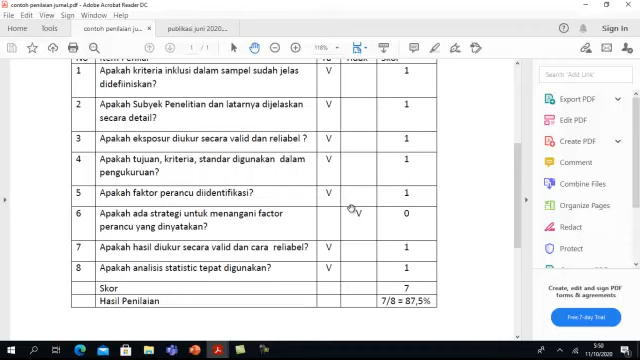 contoh penilaian jurnal.pdf - Adobe Acrobat Reader DC
File Edit View Window Help
Home Tools contoh penilaian jur... × publikasi juni 2020.... Sign In
1 / 1 118%
No Item Penilai Ya Tidak Skor
1 Apakah kriteria inklusi dalam sampel sudah jelas V 1
didefiiniskan?
2 Apakah Subyek Penelitian dan latarnya dijelaskan V 1
secara detail?
3 Apakah eksposur diukur secara valid dan reliabel ? V 1
4 Apakah tujuan, kriteria, standar digunakan dalam V 1
pengukuruan?
5 Apakah faktor perancu diidentifikasi? V 1
6 Apakah ada strategi untuk menangani factor V 0
perancu yang dinyatakan?
7 Apakah hasil diukur secara valid dan cara reliabel? V 1
8 Apakah analisis statistic tepat digunakan? V 1
Skor 7
Hasil Penilaian 7/8 = 87,5%
Search 'Add Link'
Export PDF
Edit PDF
Create PDF
Comment
Combine Files
Organize Pages
Redact
Protect
Create, edit and sign PDF
forms & agreements
Free 7-day Trial
5:50
11/10/2020